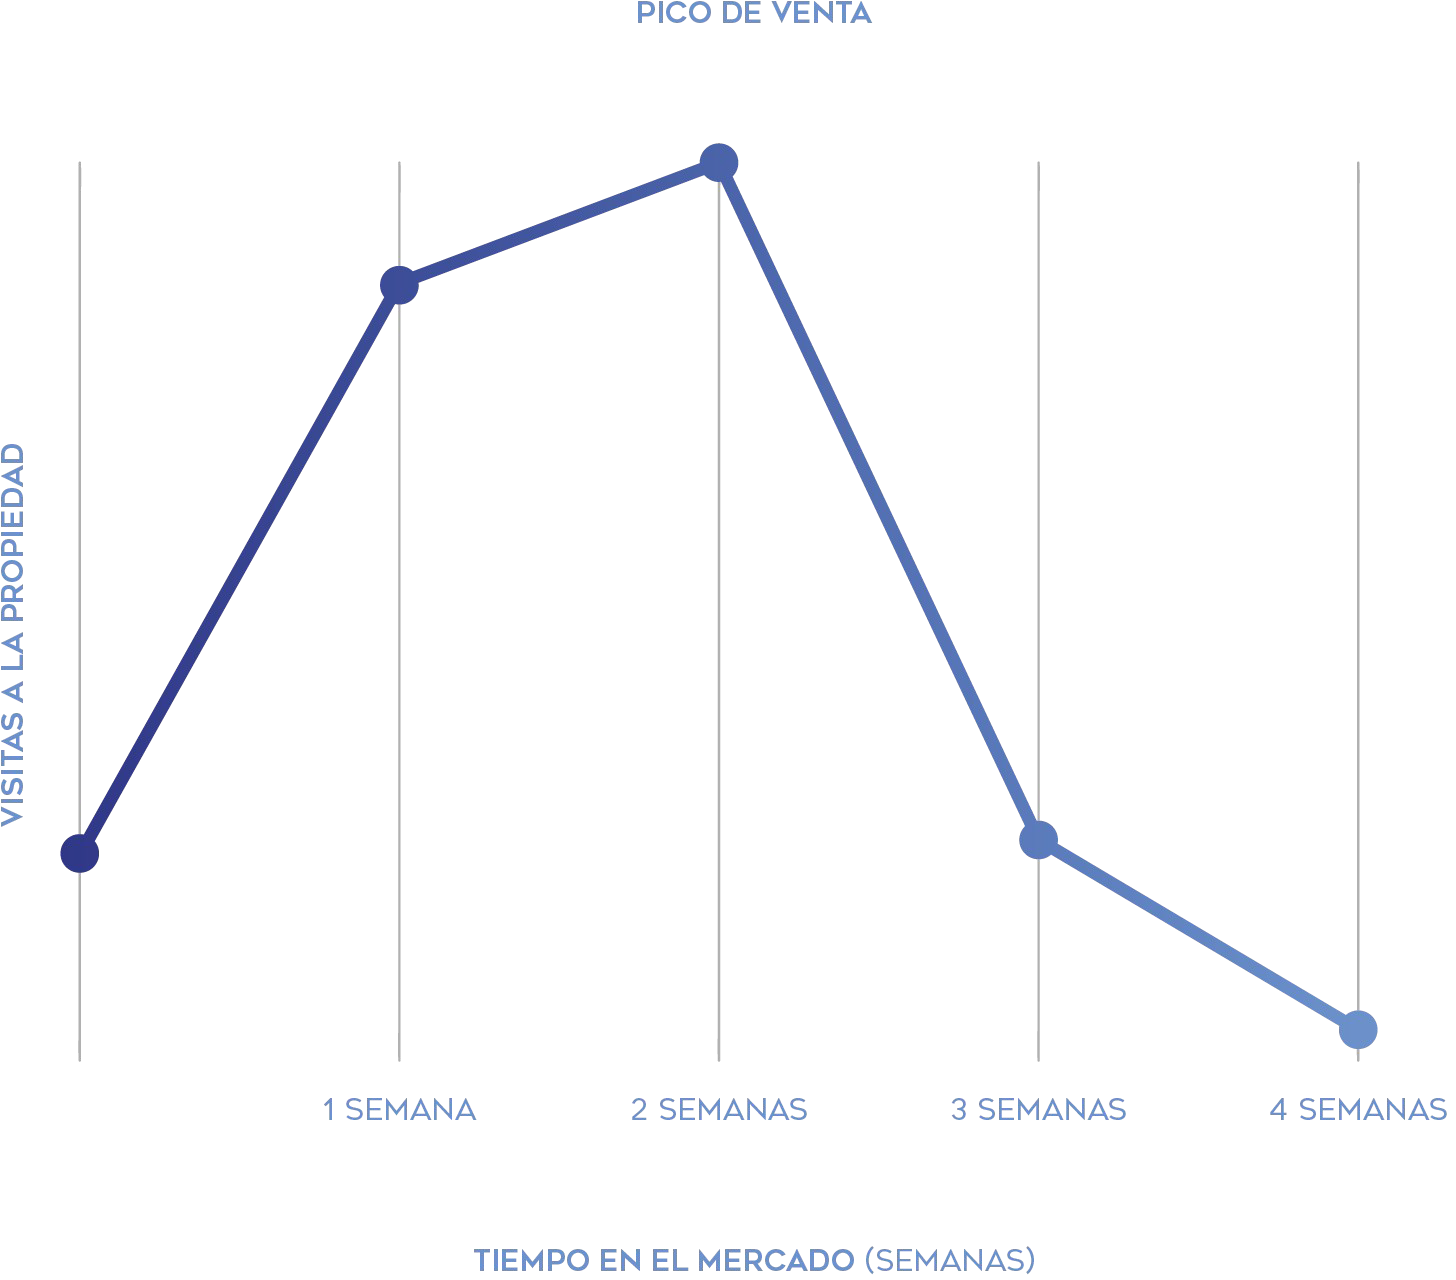 PICO DE VENTA
VISITAS A LA PROPIEDAD
1 SEMANA
2 SEMANAS
3 SEMANAS
4 SEMANAS
TIEMPO EN EL MERCADO (SEMANAS)